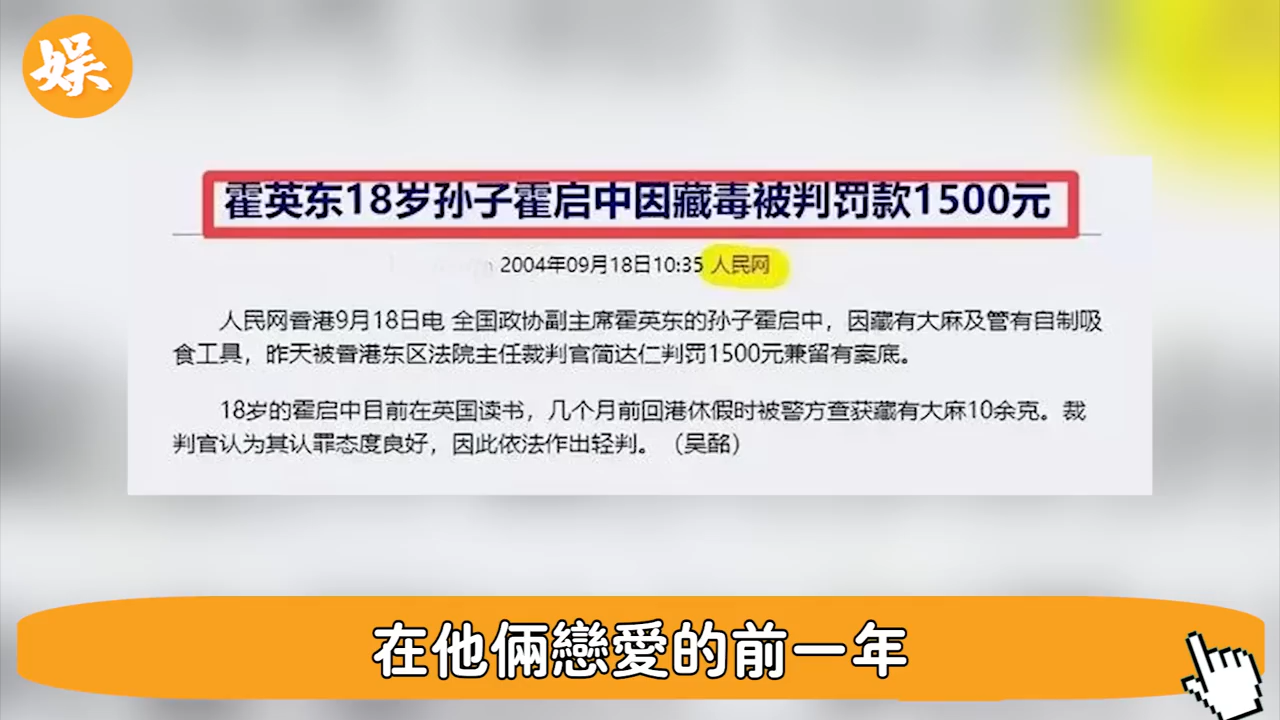 娱
霍英东18岁孙子霍启中因藏毒被判罚款1500元
2004年09月18日10:35 人民网
人民网香港9月18日电 全国政协副主席霍英东的孙子霍启中，因藏有大麻及管有自制吸
食工具，昨天被香港东区法院主任裁判官简达仁判罚1500元兼留有案底。
18岁的霍启中目前在英国读书，几个月前回港休假时被警方查获藏有大麻10余克。裁
判官认为其认罪态度良好，因此依法作出轻判。（吴酩）
在他倆戀愛的前一年